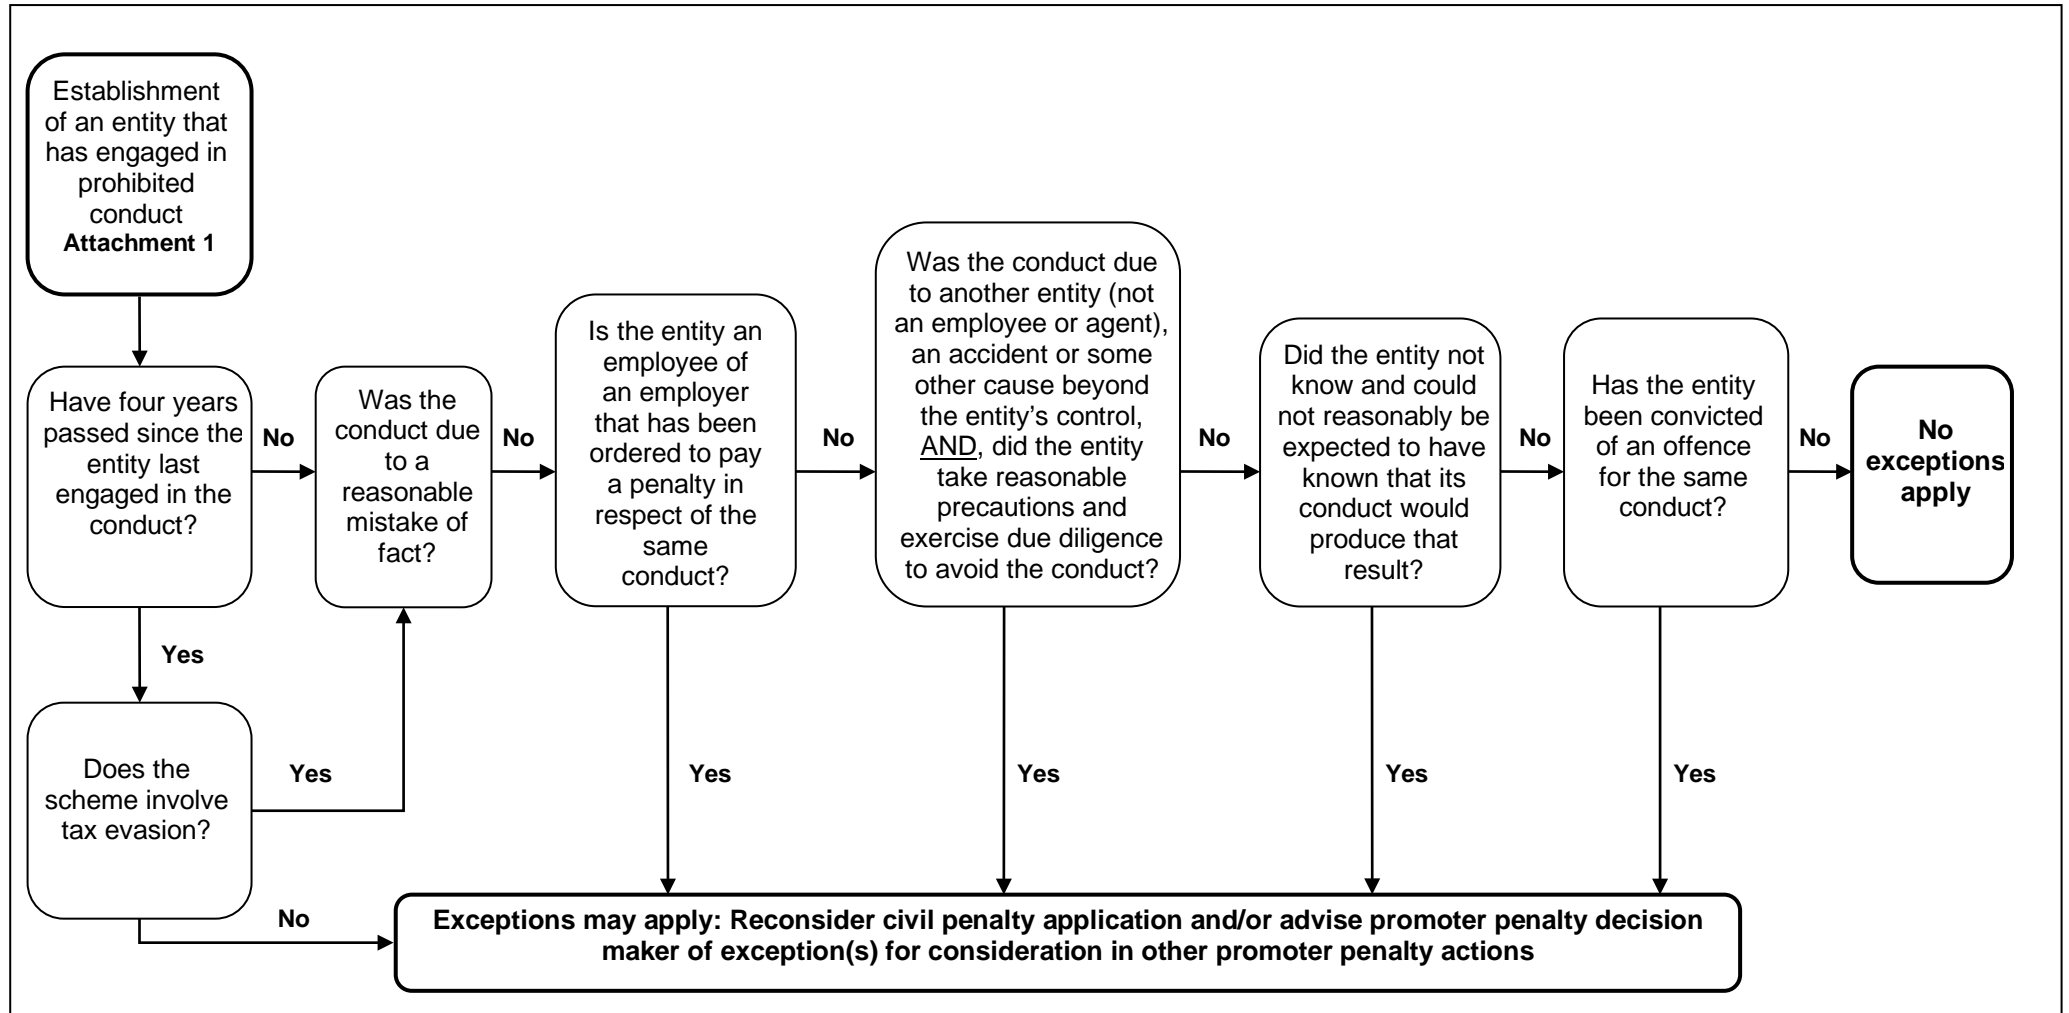 Establishment
of an entity that
has engaged in
prohibited
conduct
Attachment 1
Have four years
passed since the
entity last
engaged in the
conduct?
No
Was the
conduct due
to a
reasonable
mistake of
fact?
No
Is the entity an
employee of
an employer
that has been
ordered to pay
a penalty in
respect of the
same
conduct?
No
Was the conduct due
to another entity (not
an employee or agent),
an accident or some
other cause beyond
the entity’s control,
AND, did the entity
take reasonable
precautions and
exercise due diligence
to avoid the conduct?
No
Did the entity not
know and could
not reasonably be
expected to have
known that its
conduct would
produce that
result?
No
Has the entity
been convicted
of an offence
for the same
conduct?
No
No
exceptions
apply
Yes
Does the
scheme involve
tax evasion?
Yes
Yes
Yes
Yes
Yes
No
Exceptions may apply: Reconsider civil penalty application and/or advise promoter penalty decision
maker of exception(s) for consideration in other promoter penalty actions